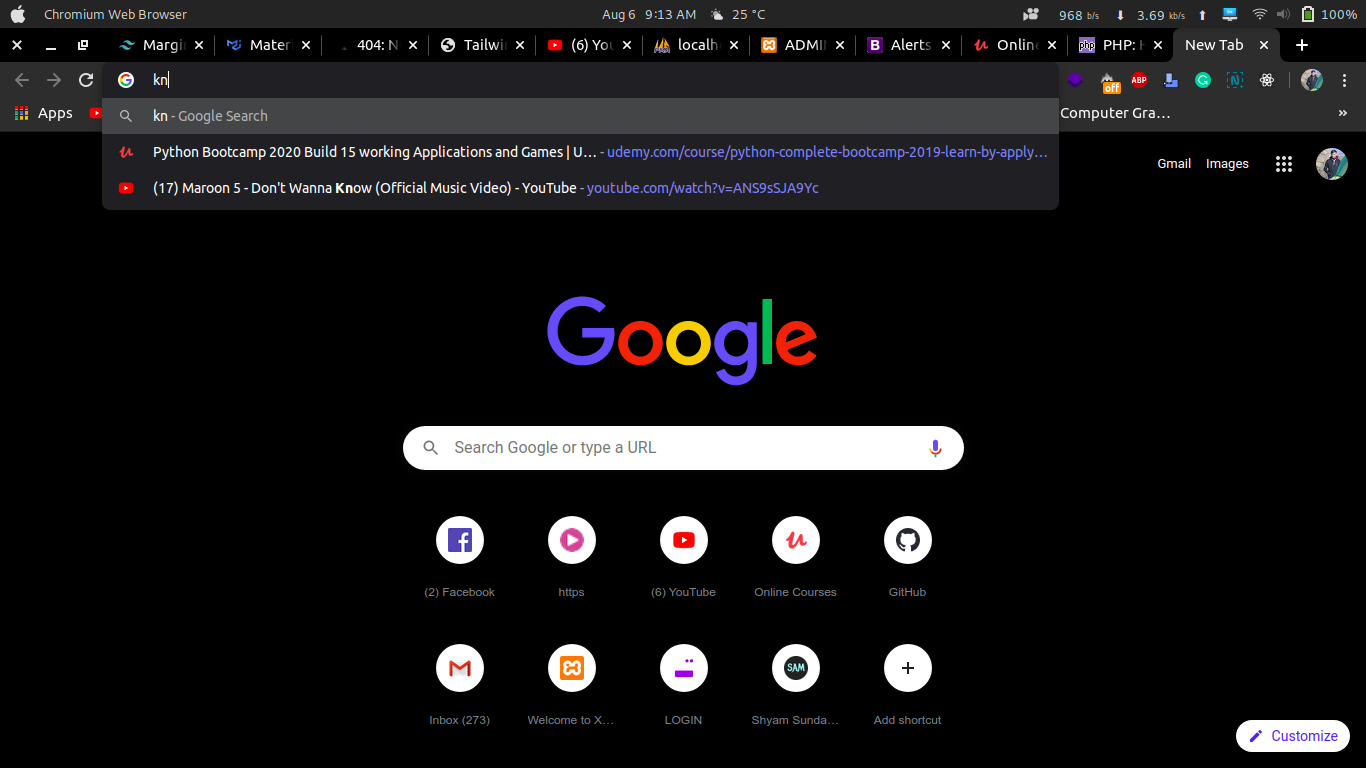 Chromium Web Browser
Aug 6 9:13 AM 25 °C
968 b/s 3.69 kb/s 100%
Margi
Mater
404: N
Tailwi
(6) You
localh
ADMI
Alerts
Online
PHP: H
New Tab
kn
off
ABP
Apps
Computer Gra…
»
kn - Google Search
Python Bootcamp 2020 Build 15 working Applications and Games | U… - udemy.com/course/python-complete-bootcamp-2019-learn-by-apply…
(17) Maroon 5 - Don't Wanna Know (Official Music Video) - YouTube - youtube.com/watch?v=ANS9sSJA9Yc
Gmail Images
Google
Search Google or type a URL
(2) Facebook
https
(6) YouTube
Online Courses
GitHub
SAM
Inbox (273)
Welcome to X…
LOGIN
Shyam Sunda…
Add shortcut
Customize